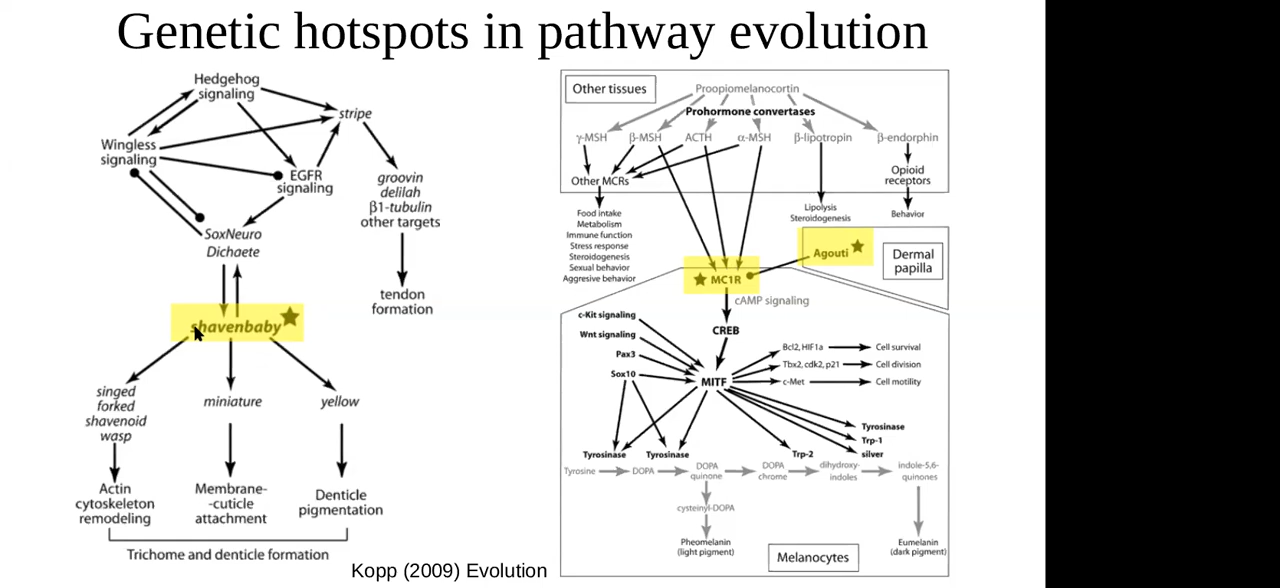 Genetic hotspots in pathway evolution
Hedgehog
signaling
stripe
Wingless
signaling
EGFR
signaling
groovin
delilah
β1-tubulin
other targets
SoxNeuro
Dichaete
tendon
formation
shavenbaby
singed
forked
shavenoid
wasp
miniature
yellow
Actin
cytoskeleton
remodeling
Membrane-
-cuticle
attachment
Denticle
pigmentation
Trichome and denticle formation
Kopp (2009) Evolution
Other tissues
Proopiomelanocortin
Prohormone convertases
γ-MSH β-MSH ACTH α-MSH β-lipotropin β-endorphin
Other MCRs
Opioid
receptors
Food intake
Metabolism
Immune function
Stress response
Steroidogenesis
Sexual behavior
Aggresive behavior
Lipolysis
Steroidogenesis
Behavior
Agouti
Dermal
papilla
MC1R
cAMP signaling
c-Kit signaling
Wnt signaling
Pax3
Sox10
CREB
MITF
Bcl2, HIF1a Cell survival
Tbx2, cdk2, p21 Cell division
c-Met Cell motility
Tyrosinase
Trp-1
silver
Tyrosinase Tyrosinase Trp-2
Tyrosine DOPA
DOPA
quinone
DOPA
chrome
dihydroxy-
indoles
indole-5,6-
quinones
cysteinyl-DOPA
Pheomelanin
(light pigment)
Melanocytes
Eumelanin
(dark pigment)